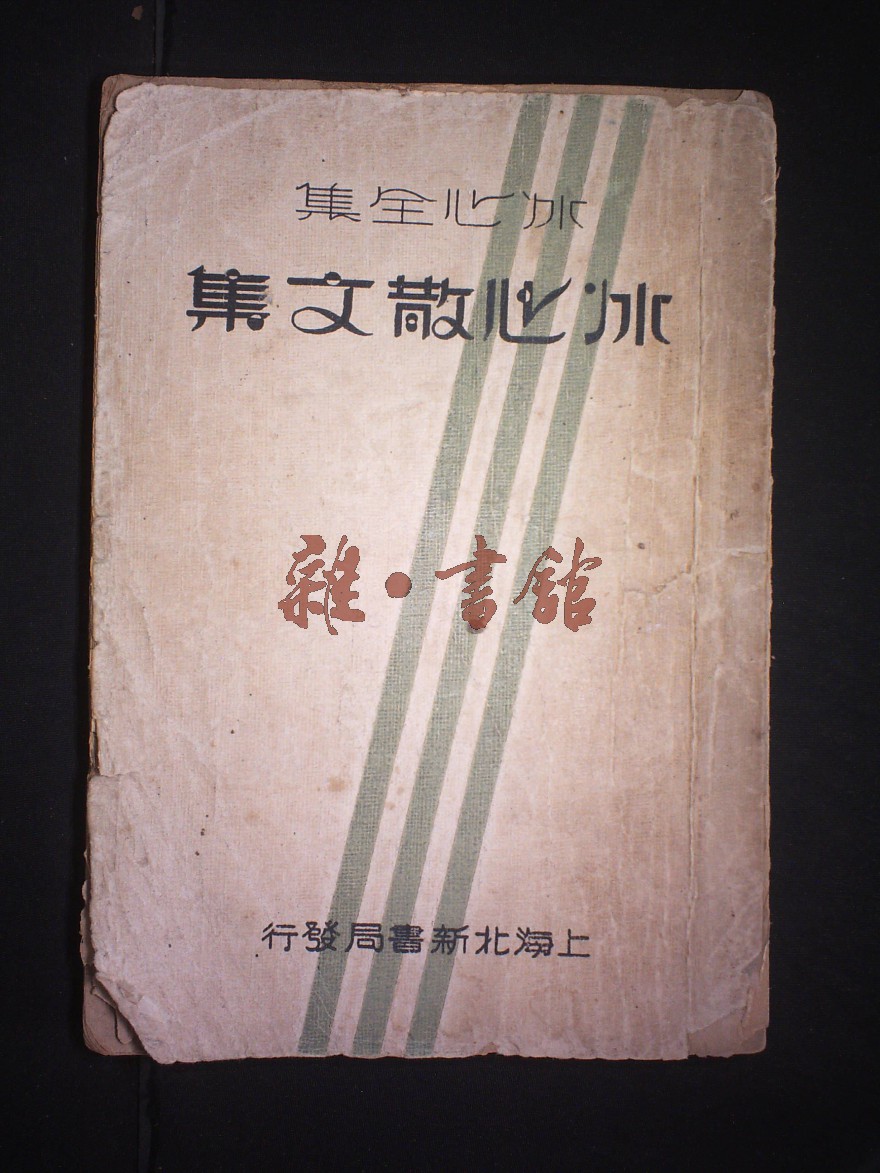 冰心全集
冰心散文集
雜·書館
上海北新書局發行